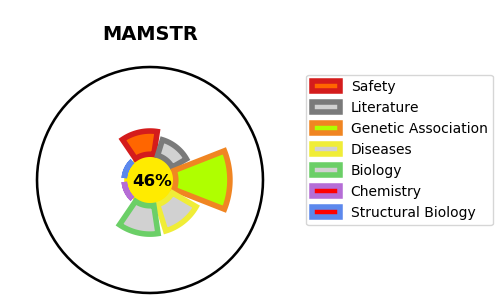 MAMSTR
46%
Safety
Literature
Genetic Association
Diseases
Biology
Chemistry
Structural Biology